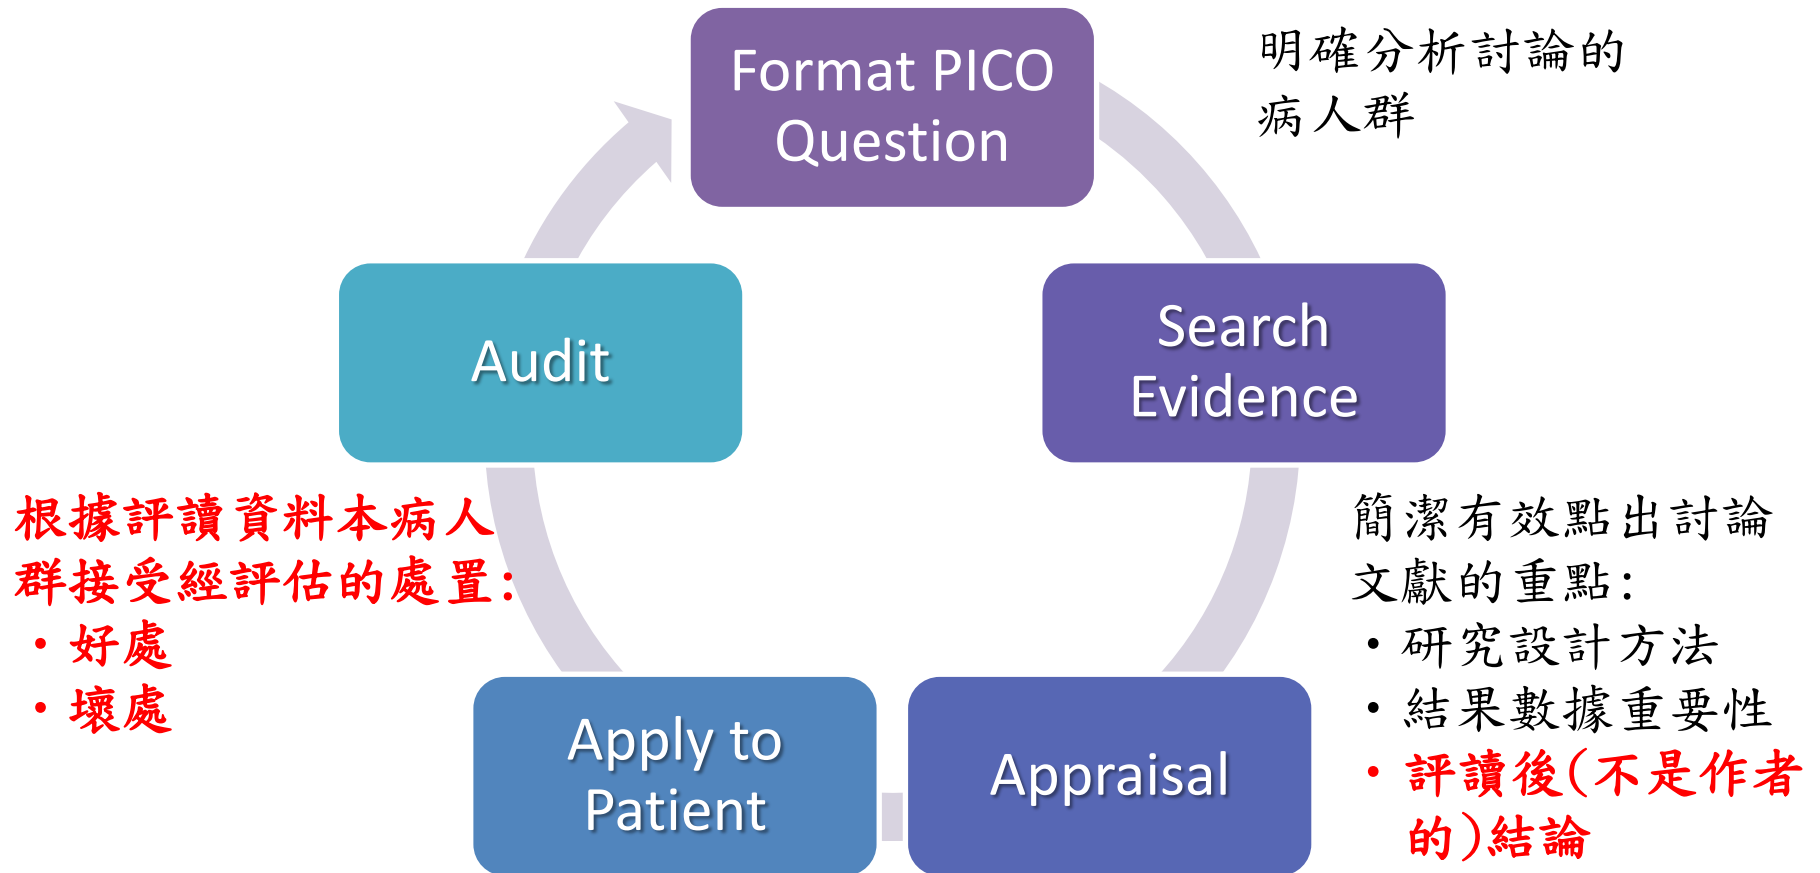 Format PICO
Question
明確分析討論的
病人群
Search
Evidence
簡潔有效點出討論
文獻的重點:
・研究設計方法
・結果數據重要性
・評讀後(不是作者
的)結論
Appraisal
Apply to
Patient
根據評讀資料本病人
群接受經評估的處置:
・好處
・壞處
Audit